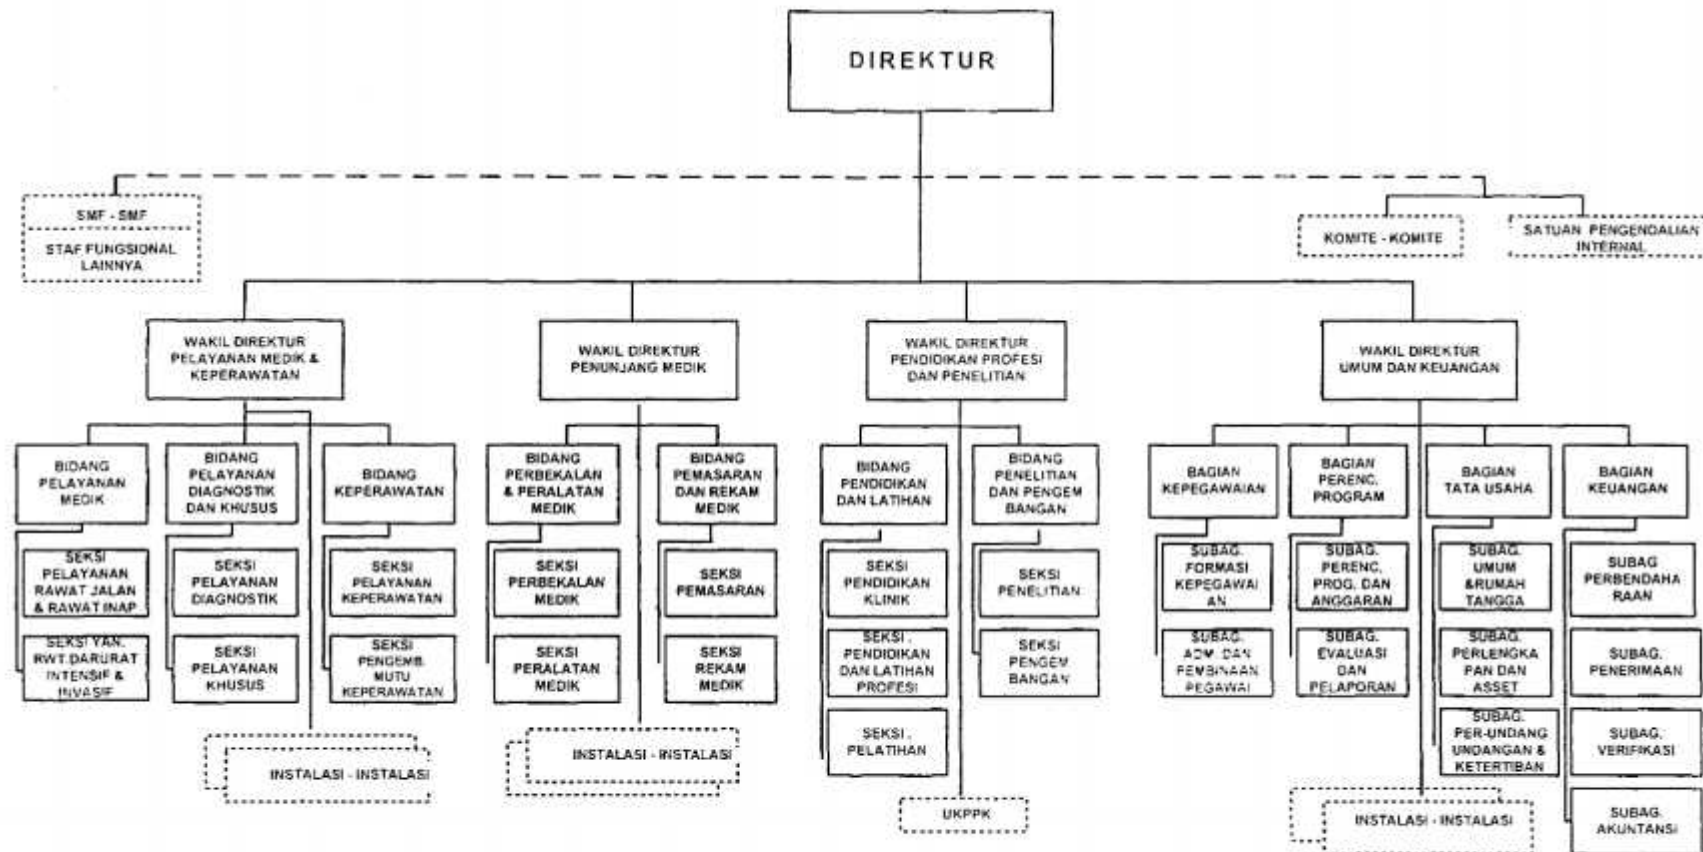 DIREKTUR
SMF - SMF
STAF FUNGSIONAL
LAINNYA
KOMITE - KOMITE
SATUAN PENGENDALIAN
INTERNAL
WAKIL DIREKTUR
PELAYANAN MEDIK &
KEPERAWATAN
WAKIL DIREKTUR
PENUNJANG MEDIK
WAKIL DIREKTUR
PENDIDIKAN PROFESI
DAN PENELITIAN
WAKIL DIREKTUR
UMUM DAN KEUANGAN
BIDANG
PELAYANAN
MEDIK
BIDANG
PELAYANAN
DIAGNOSTIK
DAN KHUSUS
BIDANG
KEPERAWATAN
BIDANG
PERBEKALAN
& PERALATAN
MEDIK
BIDANG
PEMASARAN
DAN REKAM
MEDIK
BIDANG
PENDIDIKAN
DAN LATIHAN
BIDANG
PENELITIAN
DAN PENGEM
BANGAN
BAGIAN
KEPEGAWAIAN
BAGIAN
PERENC.
PROGRAM
BAGIAN
TATA USAHA
BAGIAN
KEUANGAN
SEKSI
PELAYANAN
RAWAT JALAN
& RAWAT INAP
SEKSI
PELAYANAN
DIAGNOSTIK
SEKSI
PELAYANAN
KEPERAWATAN
SEKSI
PERBEKALAN
MEDIK
SEKSI
PEMASARAN
SEKSI
PENDIDIKAN
KLINIK
SEKSI
PENELITIAN
SUBAG.
FORMASI
KEPEGAWAI
AN
SUBAG.
PERENC.
PROG. DAN
ANGGARAN
SUBAG.
UMUM
&RUMAH
TANGGA
SUBAG
PERBENDAHA
RAAN
SEKSI YAN.
RWT.DARURAT
INTENSIF &
INVASIF
SEKSI
PELAYANAN
KHUSUS
SEKSI
PENGEMB.
MUTU
KEPERAWATAN
SEKSI
PERALATAN
MEDIK
SEKSI
REKAM
MEDIK
SEKSI .
PENDIDIKAN
DAN LATIHAN
PROFESI
SEKSI
PENGEM
BANGAN
SUBAG.
ADM. DAN
PEMBINAAN
PEGAWAI
SUBAG.
EVALUASI
DAN
PELAPORAN
SUBAG.
PERLENGKA
PAN DAN
ASSET
SUBAG.
PENERIMAAN
SEKSI .
PELATIHAN
SUBAG.
PER-UNDANG
UNDANGAN &
KETERTIBAN
SUBAG.
VERIFIKASI
INSTALASI - INSTALASI
INSTALASI - INSTALASI
UKPPK
INSTALASI - INSTALASI
SUBAG.
AKUNTANSI